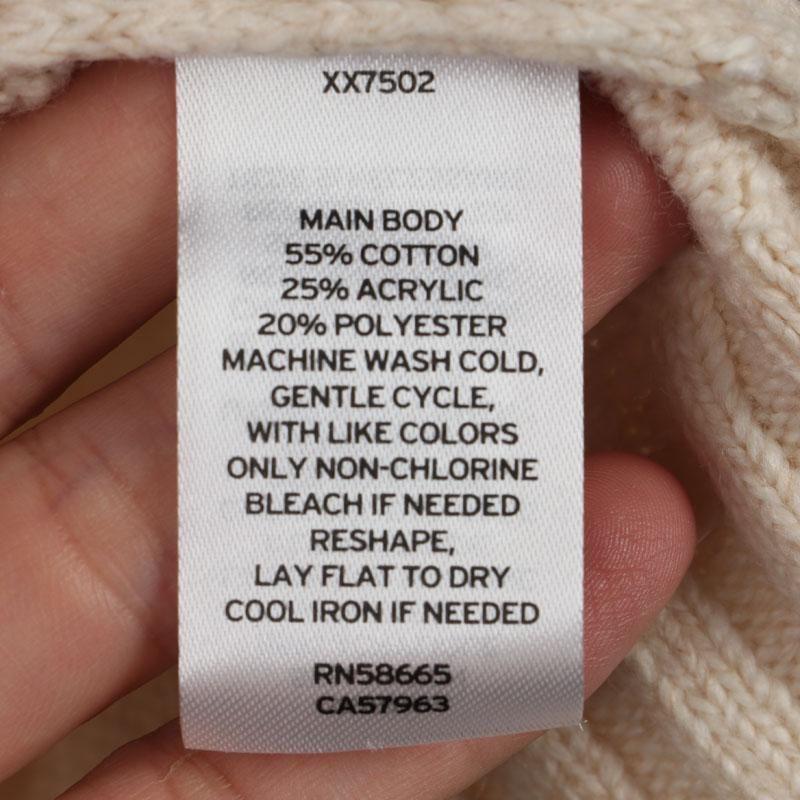 XX7502
MAIN BODY
55% COTTON
25% ACRYLIC
20% POLYESTER
MACHINE WASH COLD,
GENTLE CYCLE,
WITH LIKE COLORS
ONLY NON-CHLORINE
BLEACH IF NEEDED
RESHAPE,
LAY FLAT TO DRY
COOL IRON IF NEEDED
RN58665
CA57963